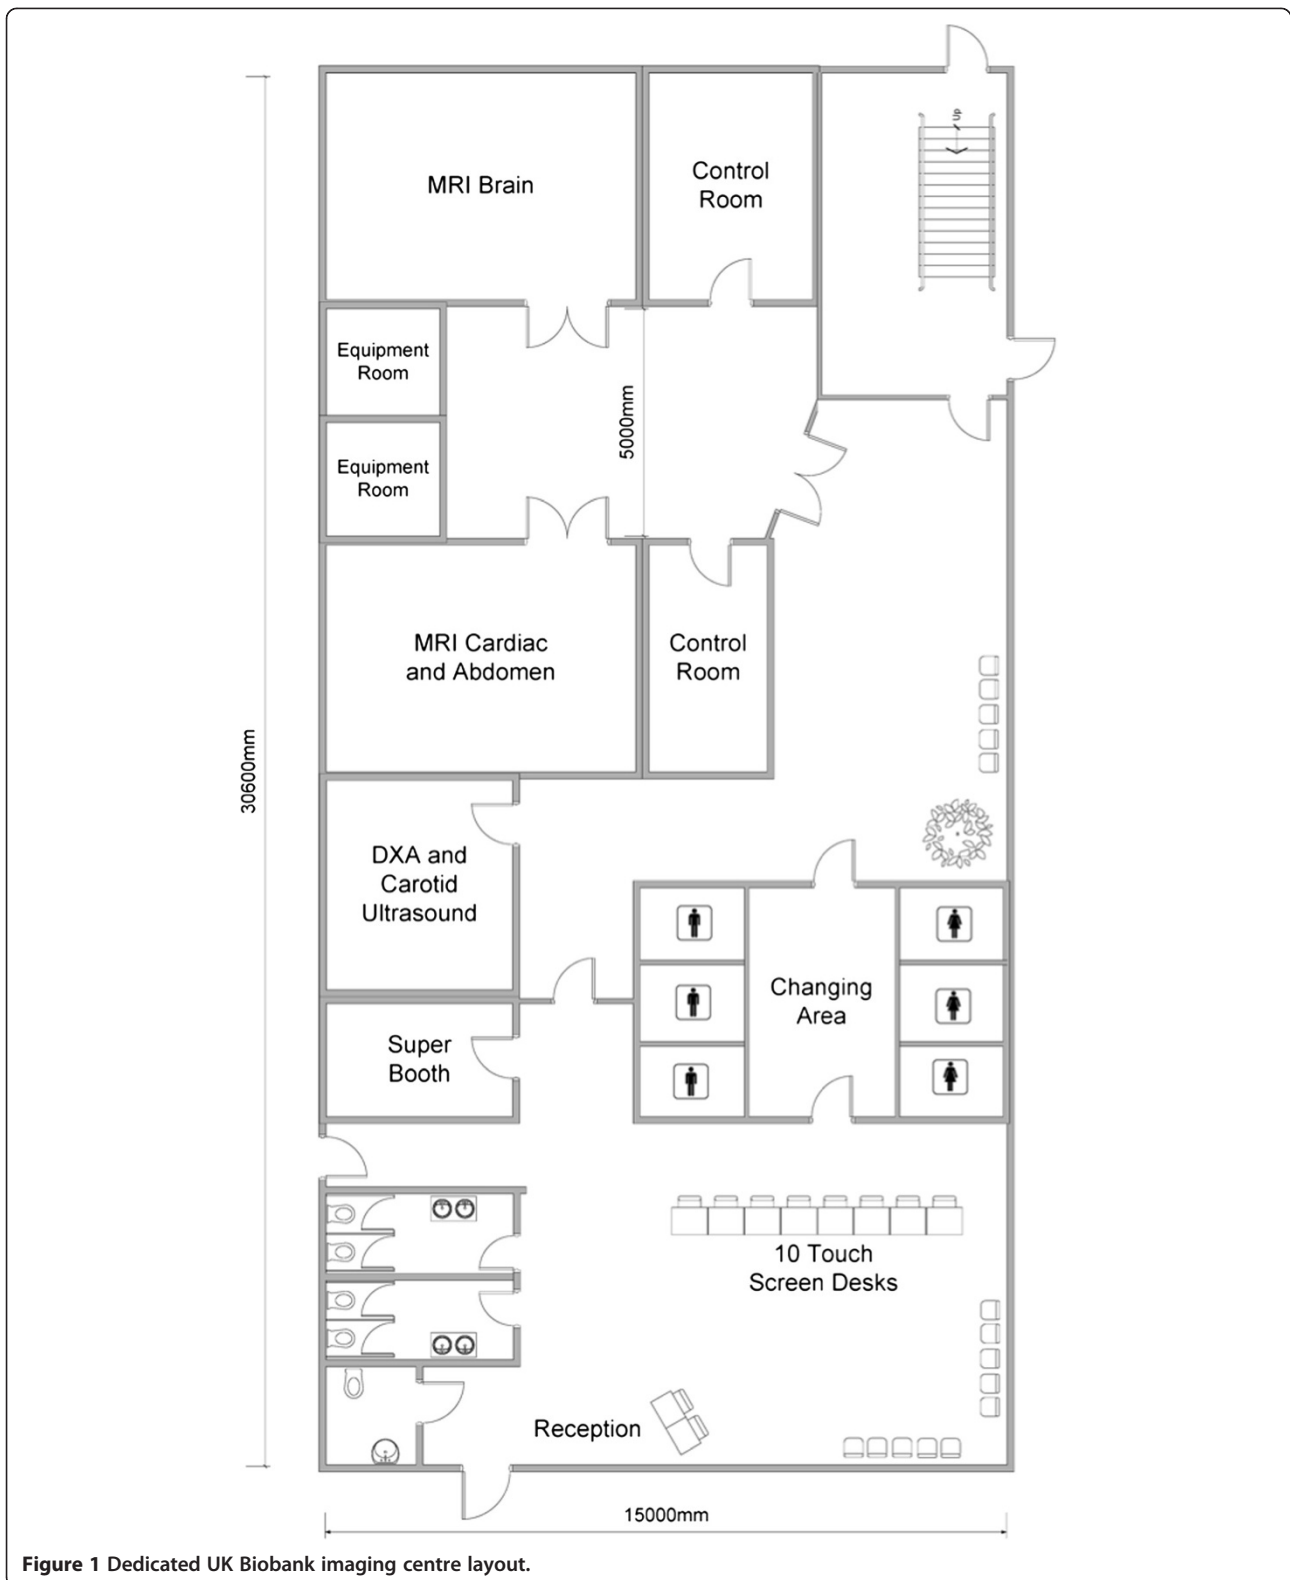 Up
MRI Brain
Control
Room
Equipment
Room
5000mm
Equipment
Room
MRI Cardiac
and Abdomen
Control
Room
30600mm
DXA and
Carotid
Ultrasound
Changing
Area
Super
Booth
10 Touch
Screen Desks
Reception
15000mm
Figure 1 Dedicated UK Biobank imaging centre layout.